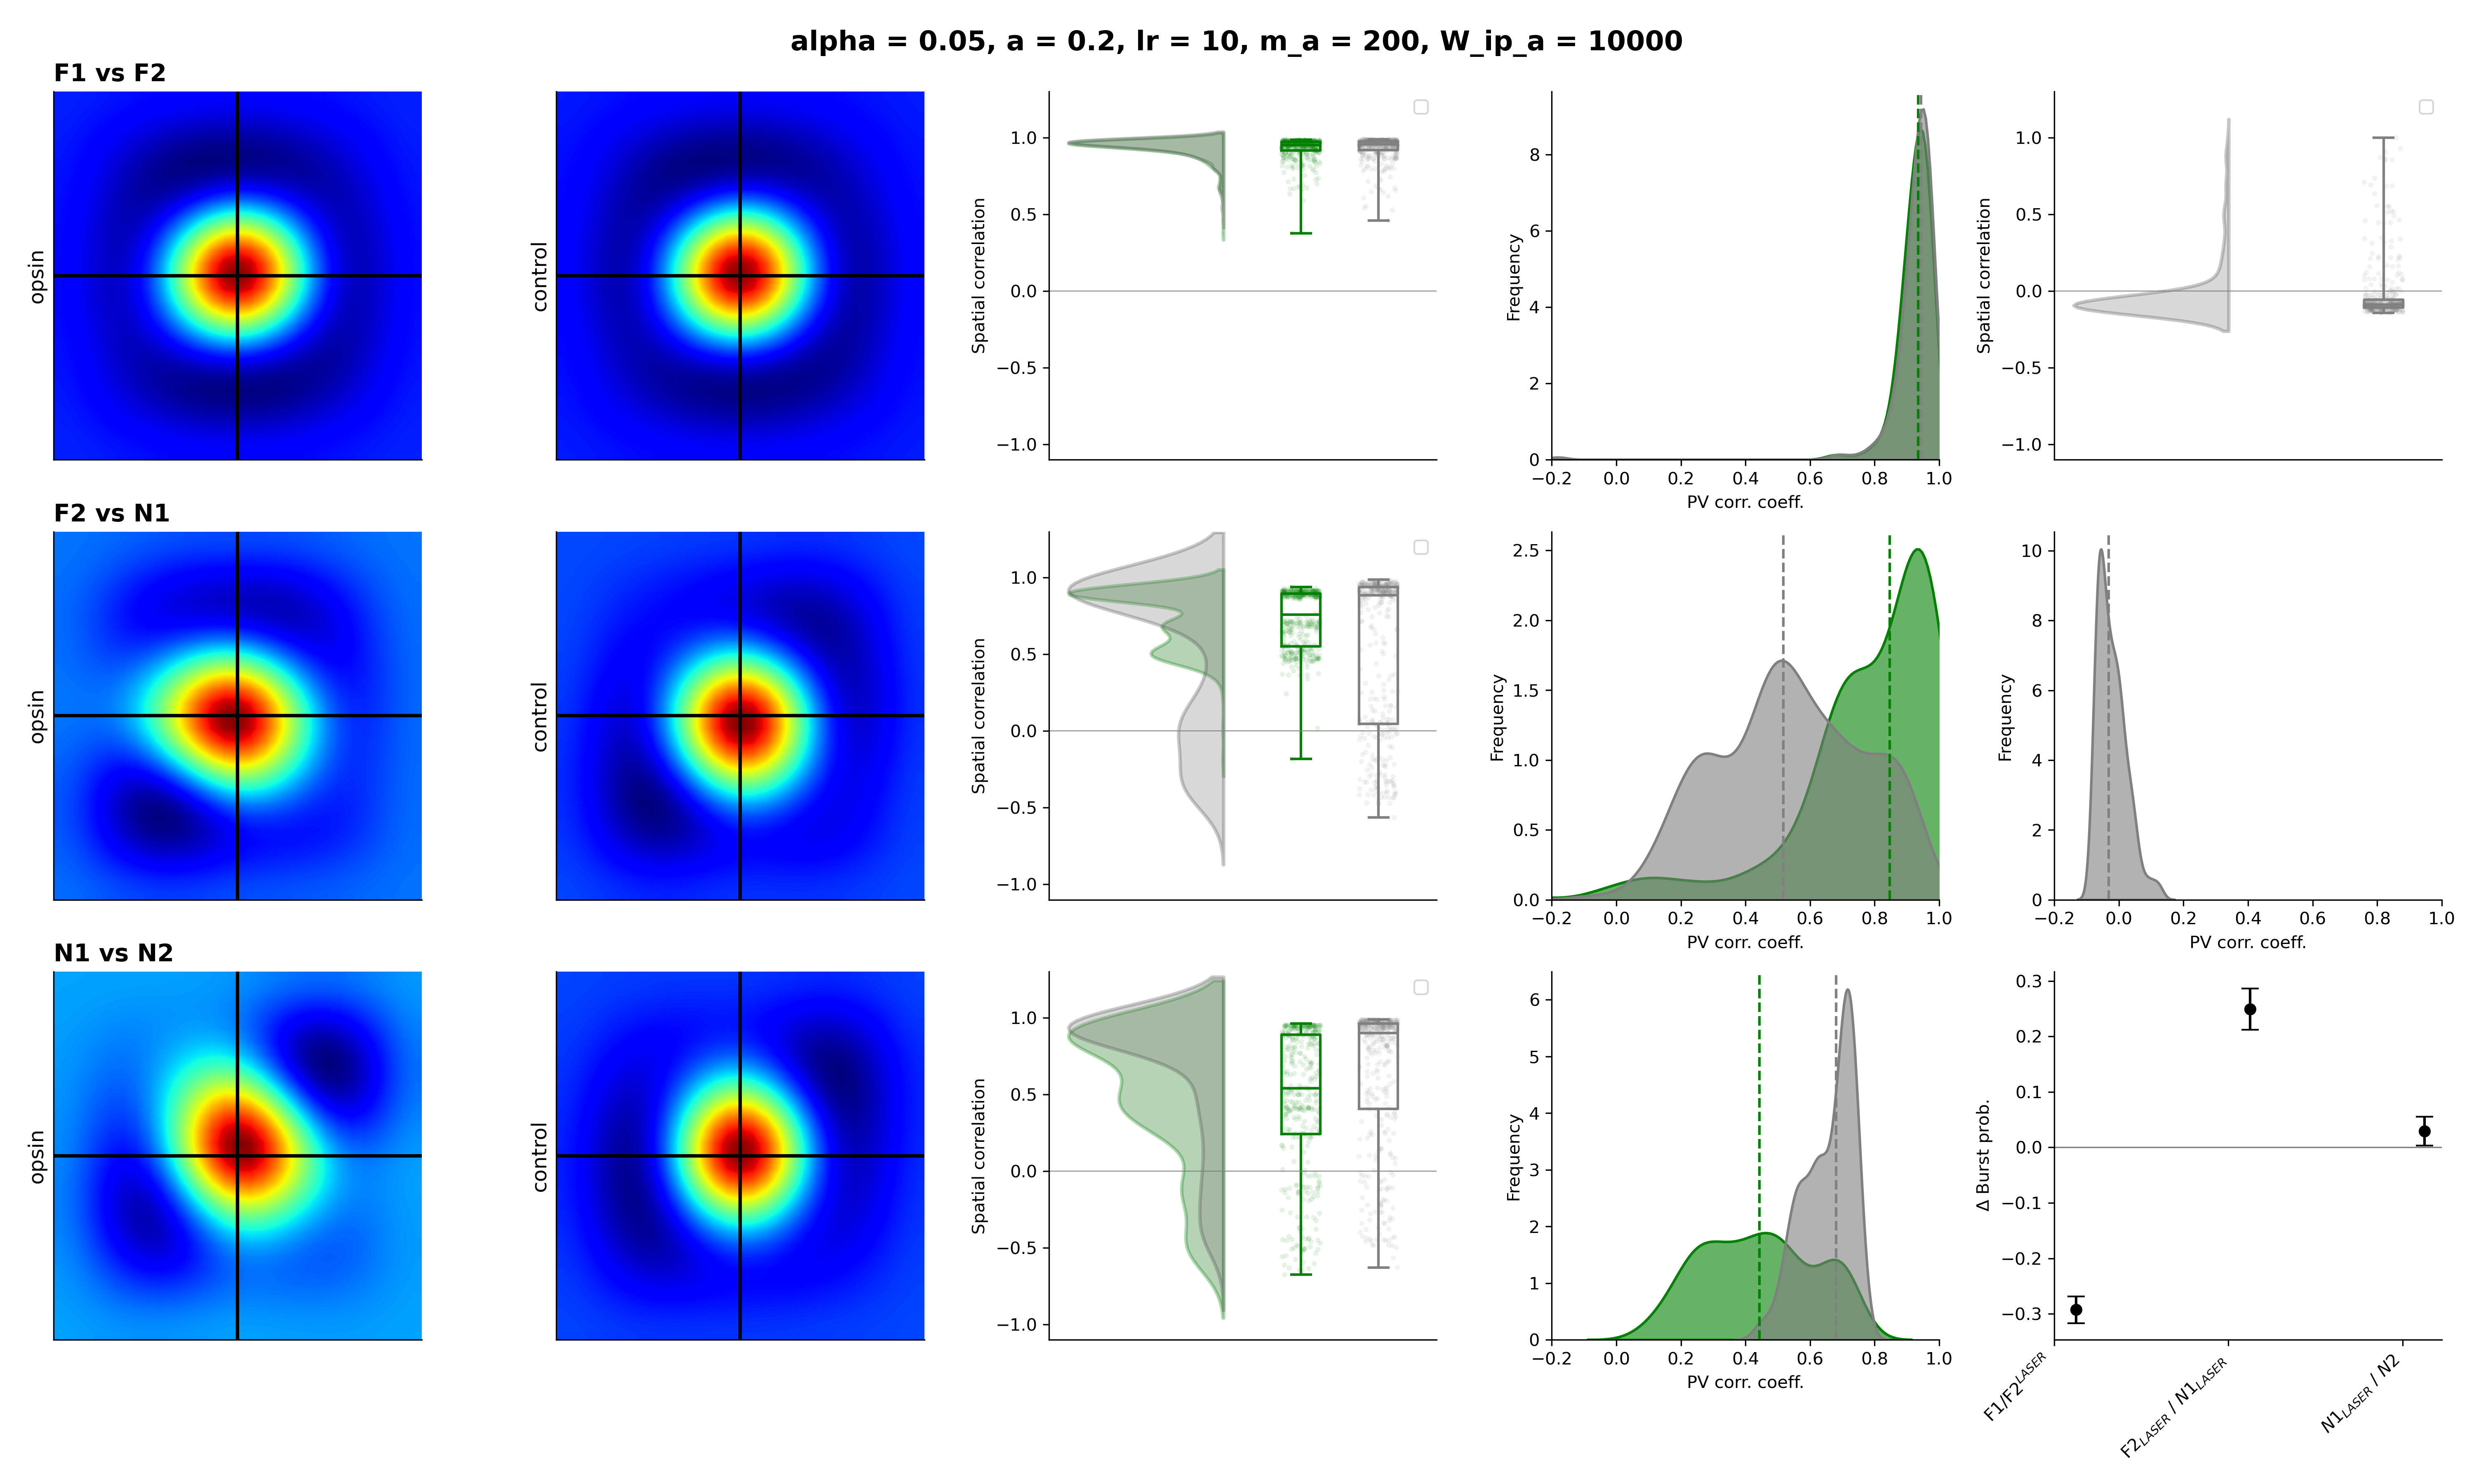 alpha = 0.05, a = 0.2, lr = 10, m_a = 200, W_ip_a = 10000
F1 vs F2
opsin
control
Spatial correlation
1.0
0.5
0.0
−0.5
−1.0
Frequency
8
6
4
2
0
−0.2 0.0 0.2 0.4 0.6 0.8 1.0
PV corr. coeff.
Spatial correlation
1.0
0.5
0.0
−0.5
−1.0
F2 vs N1
opsin
control
Spatial correlation
1.0
0.5
0.0
−0.5
−1.0
Frequency
2.5
2.0
1.5
1.0
0.5
0.0
−0.2 0.0 0.2 0.4 0.6 0.8 1.0
PV corr. coeff.
Frequency
10
8
6
4
2
0
−0.2 0.0 0.2 0.4 0.6 0.8 1.0
PV corr. coeff.
N1 vs N2
opsin
control
Spatial correlation
1.0
0.5
0.0
−0.5
−1.0
Frequency
6
5
4
3
2
1
0
−0.2 0.0 0.2 0.4 0.6 0.8 1.0
PV corr. coeff.
Δ Burst prob.
0.3
0.2
0.1
0.0
−0.1
−0.2
−0.3
F1/F2^LASER
F2_LASER / N1_LASER
N1_LASER / N2